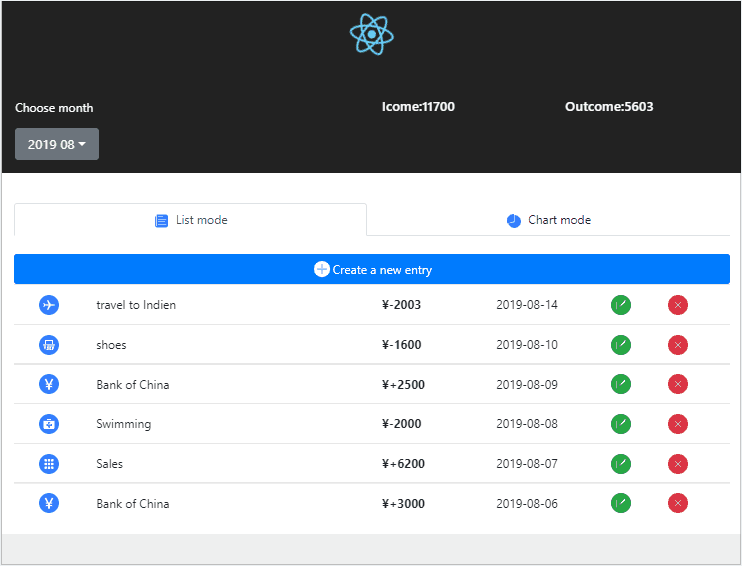 Choose month
Icome:11700
Outcome:5603
2019 08
List mode
Chart mode
Create a new entry
travel to Indien ¥-2003 2019-08-14
shoes ¥-1600 2019-08-10
Bank of China ¥+2500 2019-08-09
Swimming ¥-2000 2019-08-08
Sales ¥+6200 2019-08-07
Bank of China ¥+3000 2019-08-06